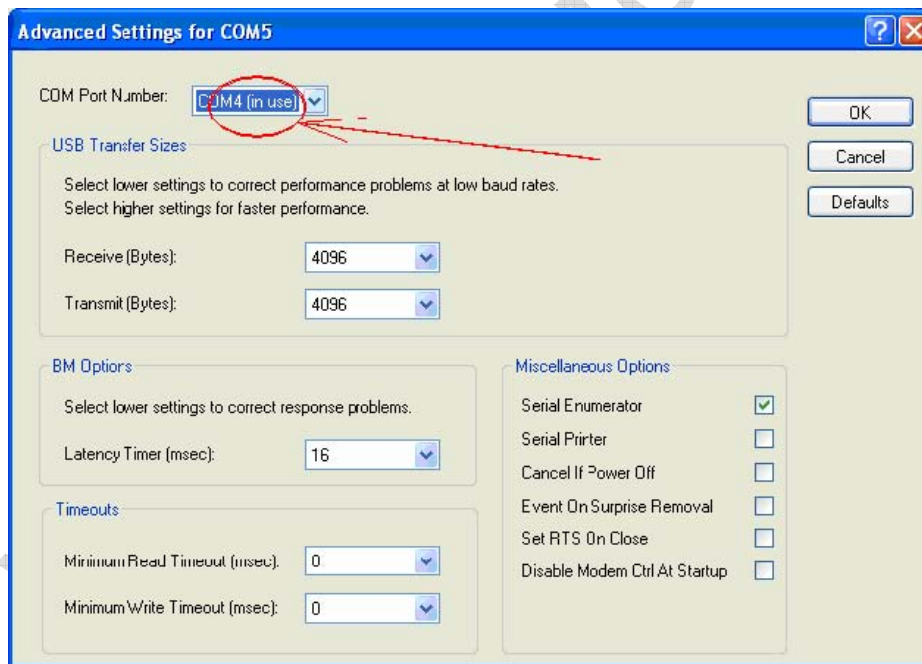 Advanced Settings for COM5
COM Port Number: COM4 (in use)
OK
Cancel
Defaults
USB Transfer Sizes
Select lower settings to correct performance problems at low baud rates.
Select higher settings for faster performance.
Receive (Bytes): 4096
Transmit (Bytes): 4096
BM Options
Select lower settings to correct response problems.
Latency Timer (msec): 16
Timeouts
Minimum Read Timeout (msec): 0
Minimum Write Timeout (msec): 0
Miscellaneous Options
Serial Enumerator
Serial Printer
Cancel If Power Off
Event On Surprise Removal
Set RTS On Close
Disable Modem Ctrl At Startup